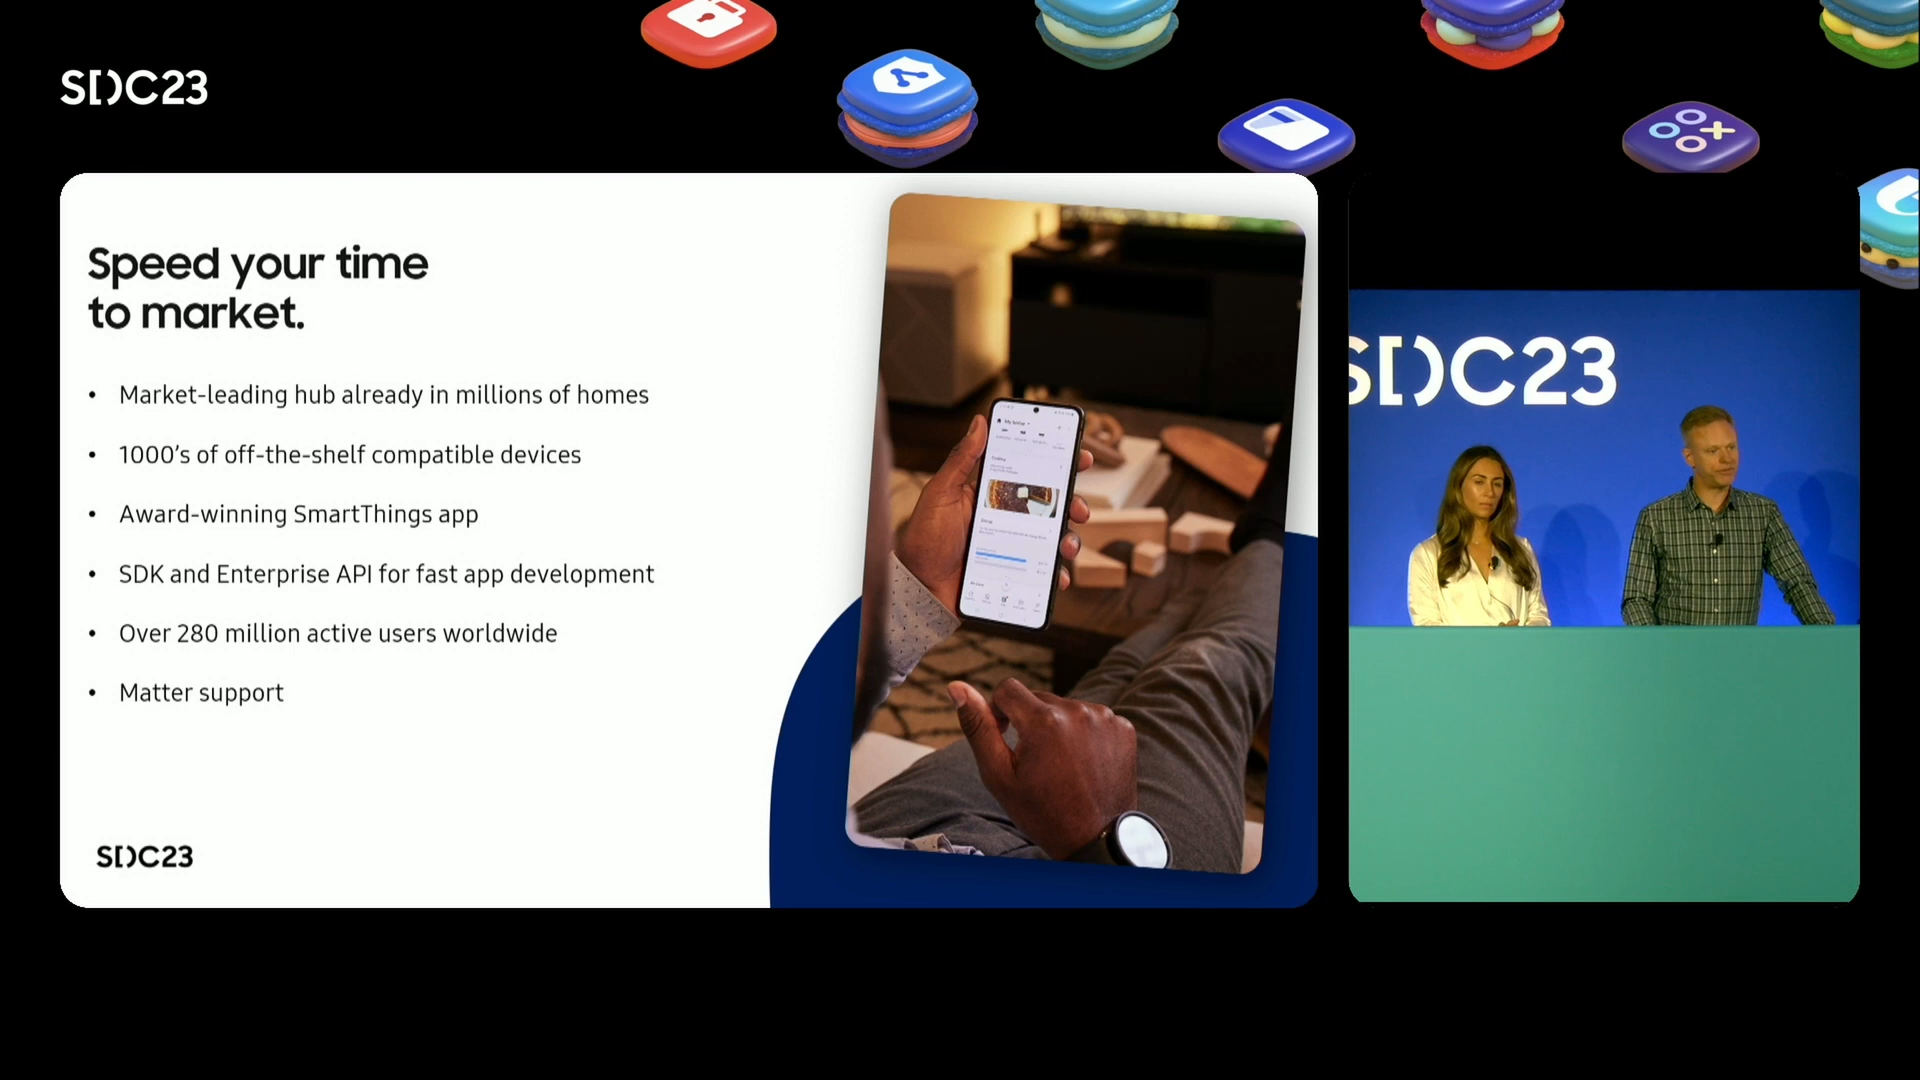 SDC23
Speed your time
to market.
• Market-leading hub already in millions of homes
• 1000's of off-the-shelf compatible devices
• Award-winning SmartThings app
• SDK and Enterprise API for fast app development
• Over 280 million active users worldwide
• Matter support
SDC23
SDC23